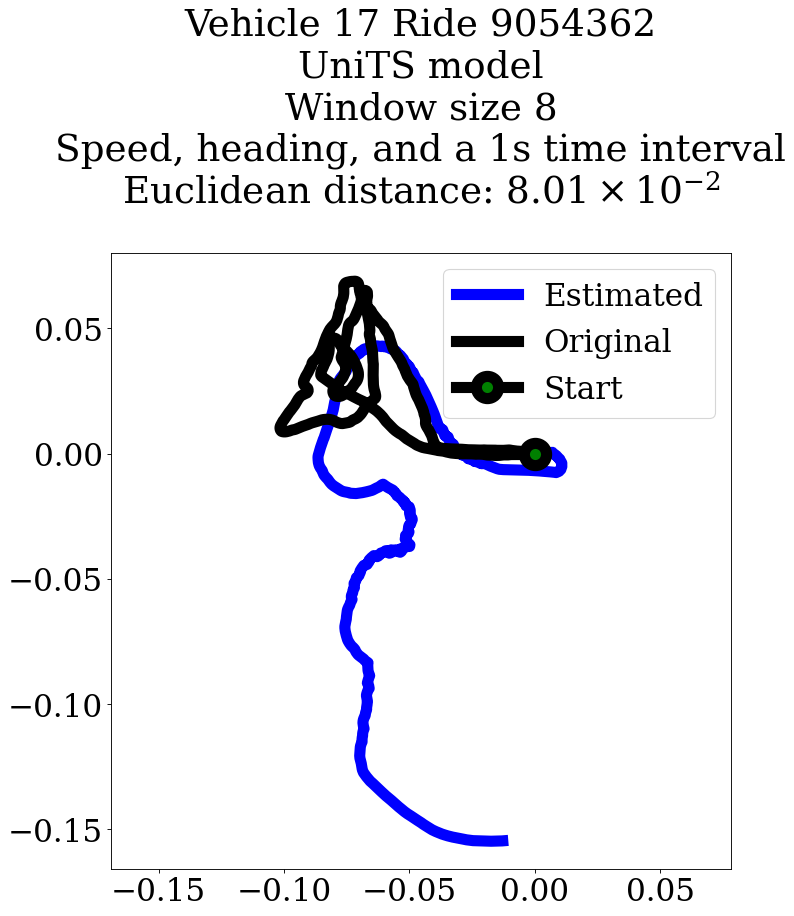 Vehicle 17 Ride 9054362
UniTS model
Window size 8
Speed, heading, and a 1s time interval
Euclidean distance: 8.01 × 10⁻²
Estimated
Original
Start
0.05
0.00
−0.05
−0.10
−0.15
−0.15 −0.10 −0.05 0.00 0.05